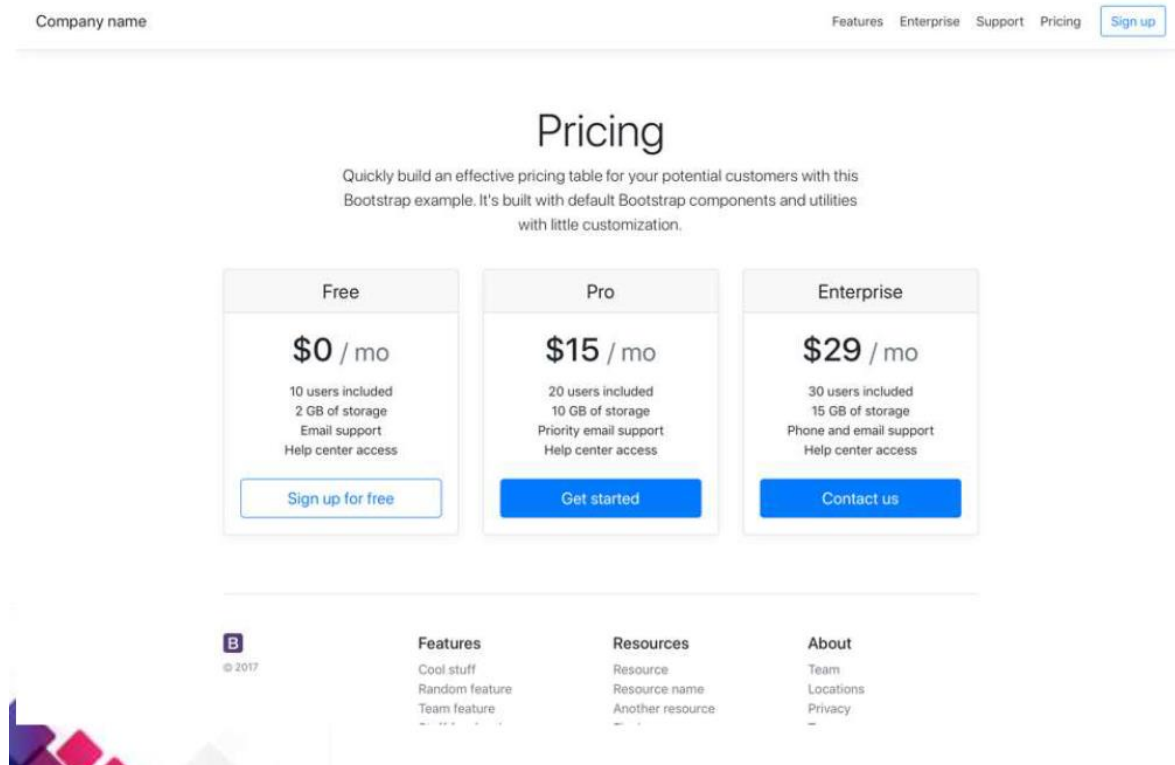 Company name
Features Enterprise Support Pricing Sign up
Pricing
Quickly build an effective pricing table for your potential customers with this
Bootstrap example. It's built with default Bootstrap components and utilities
with little customization.
Free
$0 / mo
10 users included
2 GB of storage
Email support
Help center access
Sign up for free
Pro
$15 / mo
20 users included
10 GB of storage
Priority email support
Help center access
Get started
Enterprise
$29 / mo
30 users included
15 GB of storage
Phone and email support
Help center access
Contact us
B
© 2017
Features
Cool stuff
Random feature
Team feature
Resources
Resource
Resource name
Another resource
About
Team
Locations
Privacy